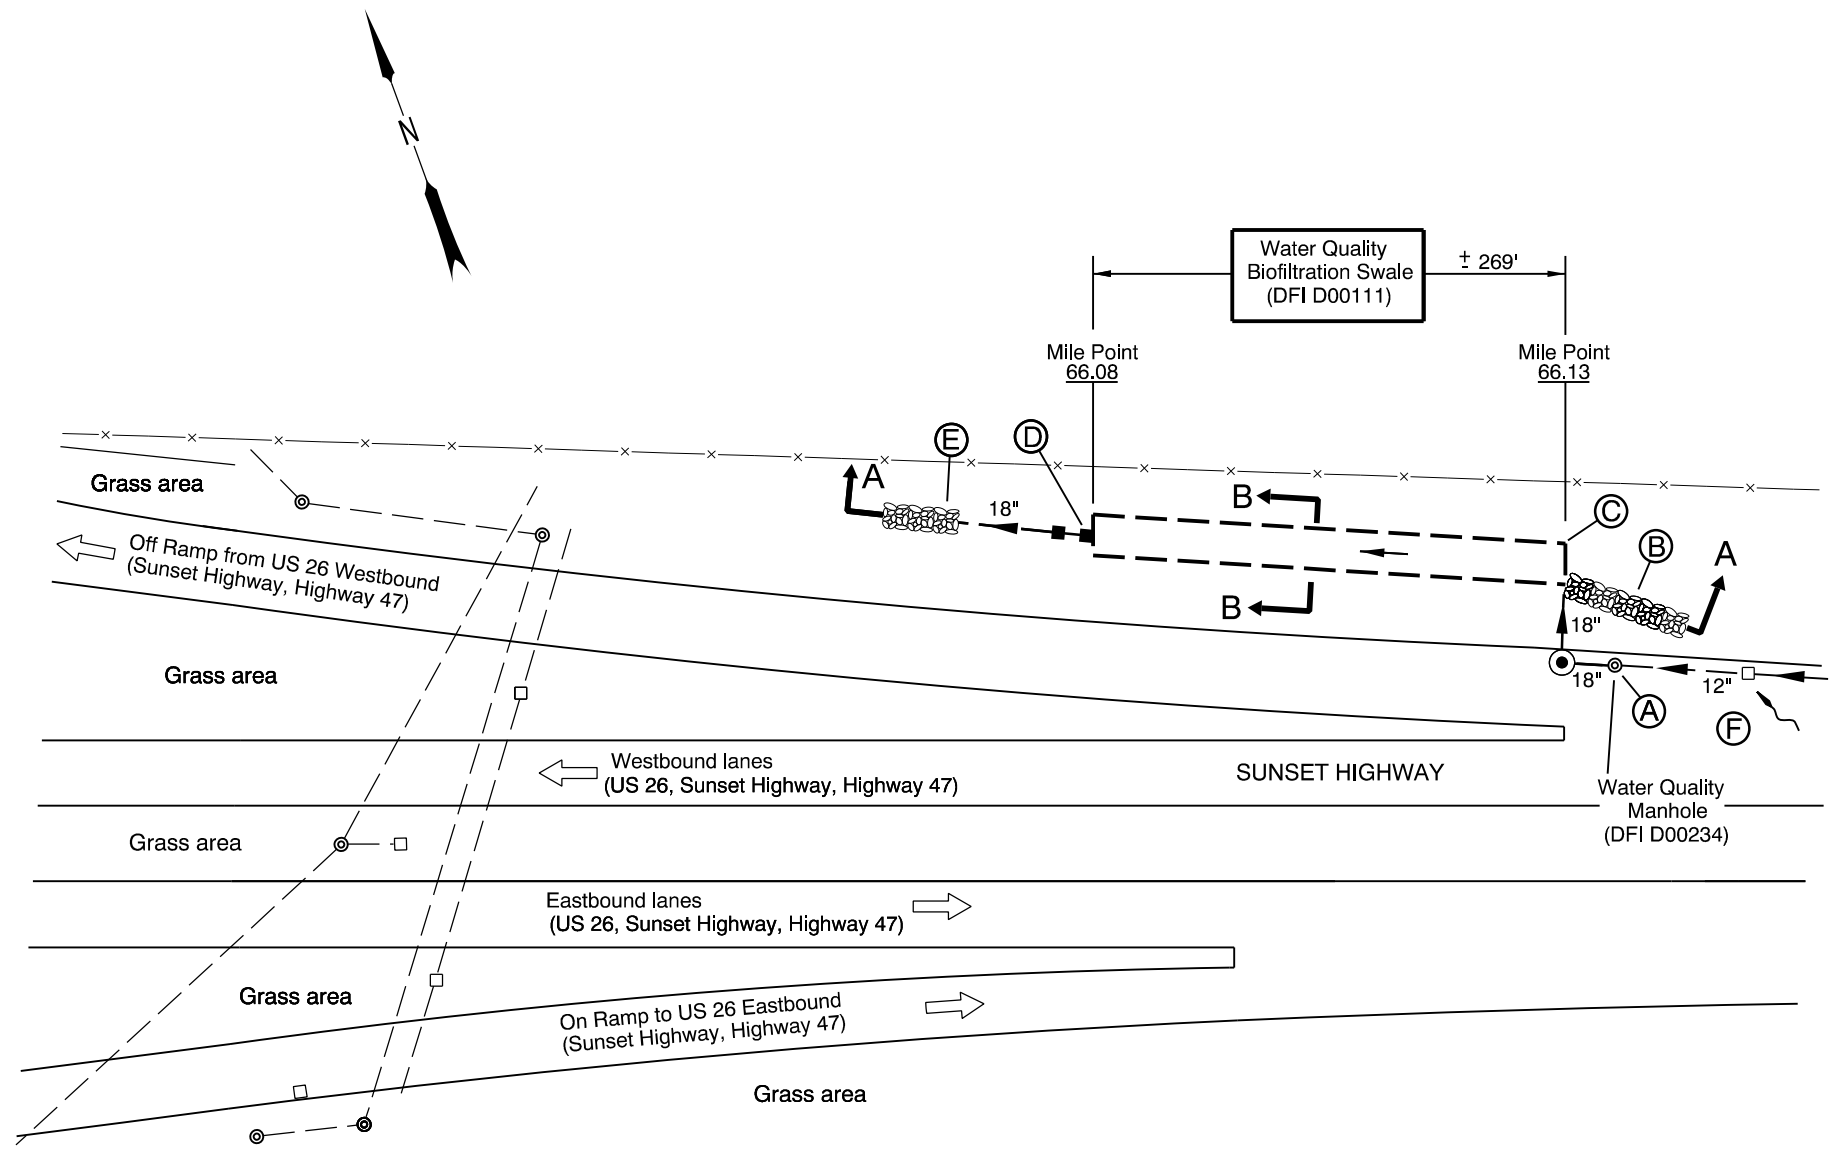 N
Water Quality
Biofiltration Swale
(DFI D00111)
± 269'
Mile Point
66.08
Mile Point
66.13
E
D
A
18"
B
C
B
A
Grass area
Off Ramp from US 26 Westbound
(Sunset Highway, Highway 47)
B
18"
18"
12"
A
F
Grass area
Westbound lanes
(US 26, Sunset Highway, Highway 47)
SUNSET HIGHWAY
Water Quality
Manhole
(DFI D00234)
Grass area
Eastbound lanes
(US 26, Sunset Highway, Highway 47)
Grass area
On Ramp to US 26 Eastbound
(Sunset Highway, Highway 47)
Grass area